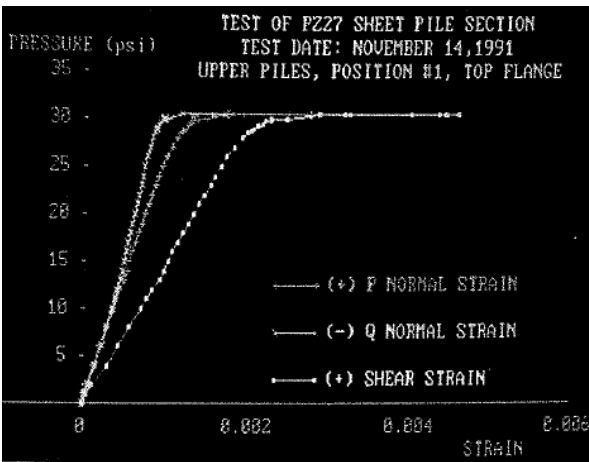 TEST OF PZ27 SHEET PILE SECTION
PRESSURE (psi)
TEST DATE: NOVEMBER 14,1991
UPPER PILES, POSITION #1, TOP FLANGE
35 -
30 -
25 -
20 -
15 -
10 -
5 -
(+) P NORMAL STRAIN
(-) Q NORMAL STRAIN
(+) SHEAR STRAIN
0 0.002 0.004 0.006
STRAIN